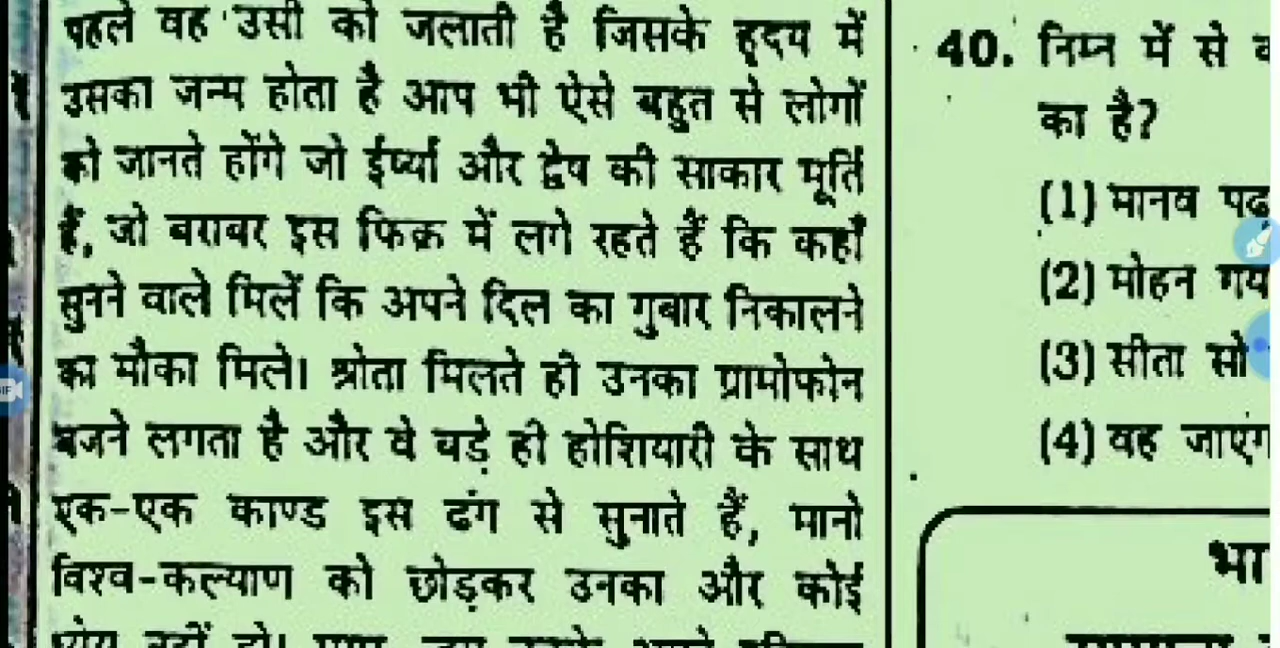 पहले वह उसी को जलाती है जिसके हृदय में
उसका जन्म होता है आप भी ऐसे बहुत से लोगों
को जानते होंगे जो ईर्ष्या और द्वेष की साकार मूर्ति
हैं, जो बराबर इस फिक्र में लगे रहते हैं कि कहाँ
सुनने वाले मिलें कि अपने दिल का गुबार निकालने
का मौका मिले। श्रोता मिलते ही उनका ग्रामोफोन
बजने लगता है और वे बड़े ही होशियारी के साथ
एक-एक काण्ड इस ढंग से सुनाते हैं, मानो
विश्व-कल्याण को छोड़कर उनका और कोई
40. निम्न में से
का है?
(1) मानव
(2) मोहन
(3) सीता सो
(4) वह